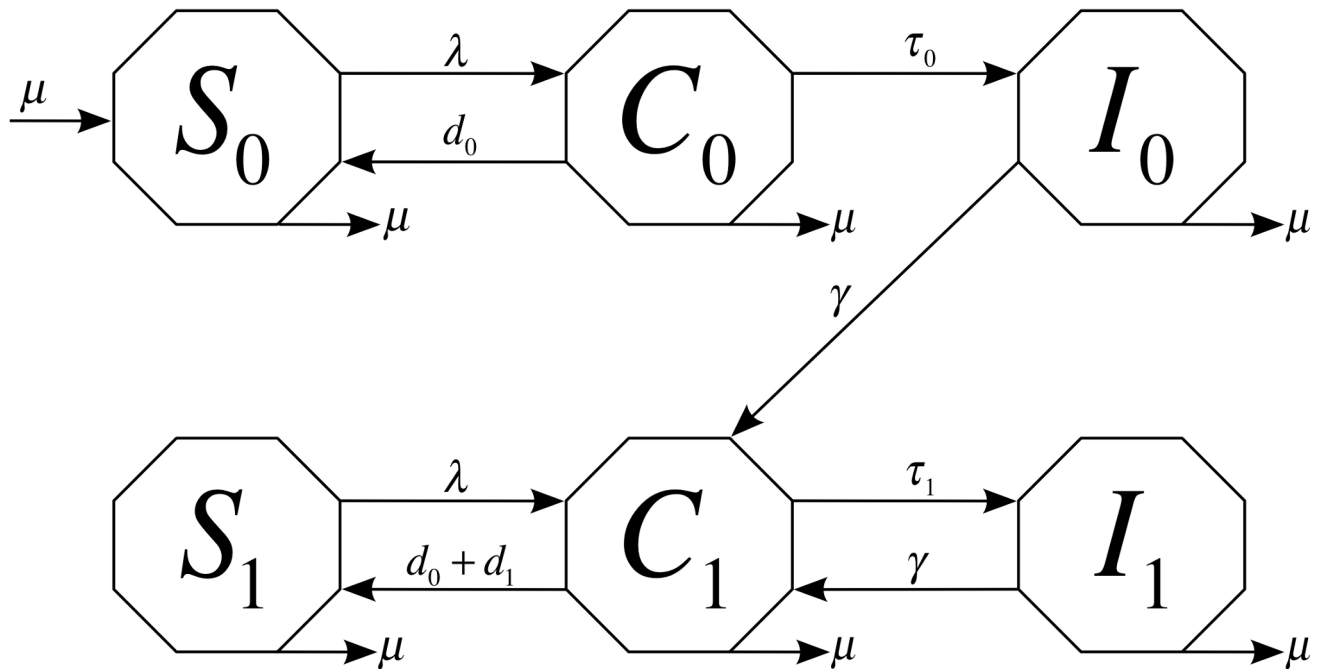 λ
τ₀
μ
S₀ C₀ I₀
d₀
μ μ μ
γ
λ
τ₁
S₁ C₁ I₁
d₀ + d₁
γ
μ μ μ